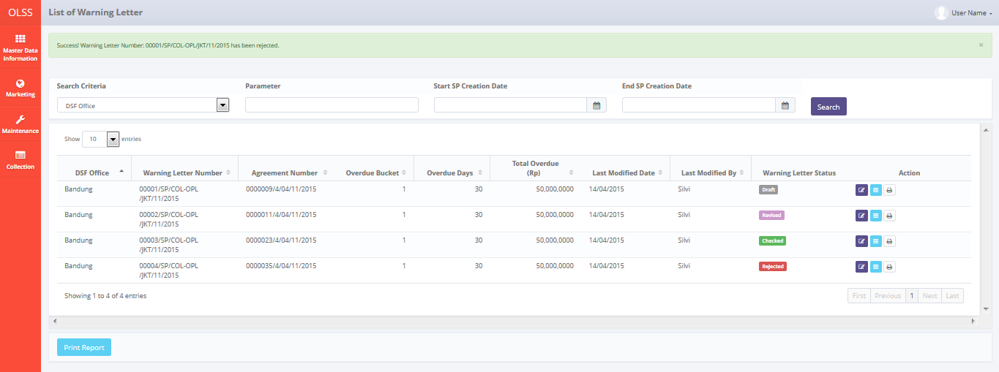 OLSS
List of Warning Letter
User Name
Master Data
Information
Marketing
Maintenance
Collection
Success! Warning Letter Number: 00001/SP/COL-OPL/JKT/11/2015 has been rejected.
×
Search Criteria Parameter Start SP Creation Date End SP Creation Date
DSF Office
Search
Show 10 entries
DSF Office Warning Letter Number Agreement Number Overdue Bucket Overdue Days Total Overdue
(Rp) Last Modified Date Last Modified By Warning Letter Status Action
Bandung 00001/SP/COL-OPL 0000009/4/04/11/2015 1 30 50,000,0000 14/04/2015 Silvi Draft
/JKT/11/2015
Bandung 00002/SP/COL-OPL 0000011/4/04/11/2015 1 30 50,000,0000 14/04/2015 Silvi Revised
/JKT/11/2015
Bandung 00003/SP/COL-OPL 0000023/4/04/11/2015 1 30 50,000,0000 14/04/2015 Silvi Checked
/JKT/11/2015
Bandung 00004/SP/COL-OPL 0000035/4/04/11/2015 1 30 50,000,0000 14/04/2015 Silvi Rejected
/JKT/11/2015
Showing 1 to 4 of 4 entries
First Previous 1 Next Last
Print Report